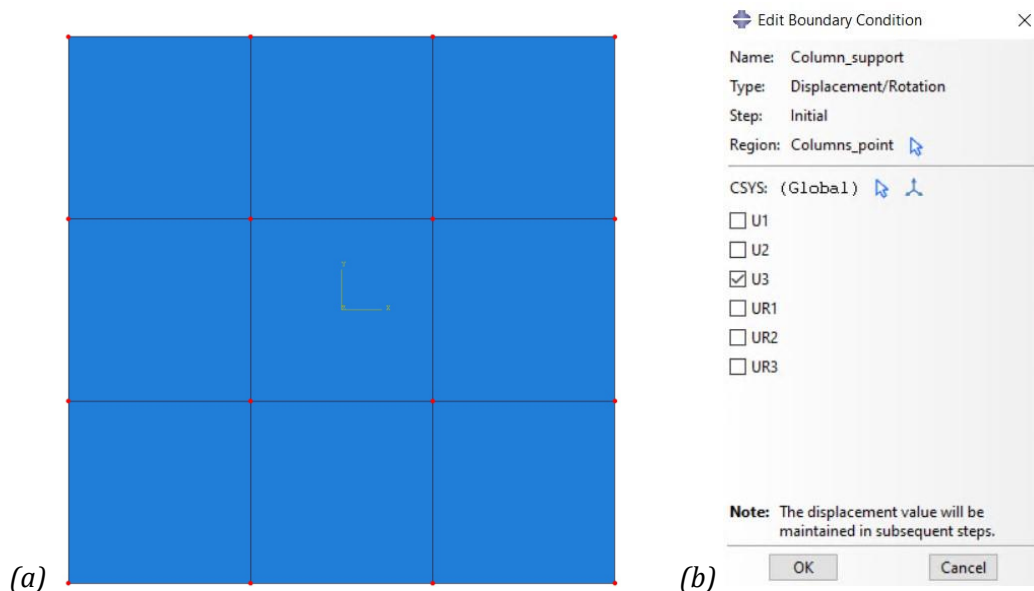 (a)
Y
X
Edit Boundary Condition
Name: Column_support
Type: Displacement/Rotation
Step: Initial
Region: Columns_point
CSYS: (Global)
U1
U2
U3
UR1
UR2
UR3
Note: The displacement value will be
maintained in subsequent steps.
OK Cancel
(b)